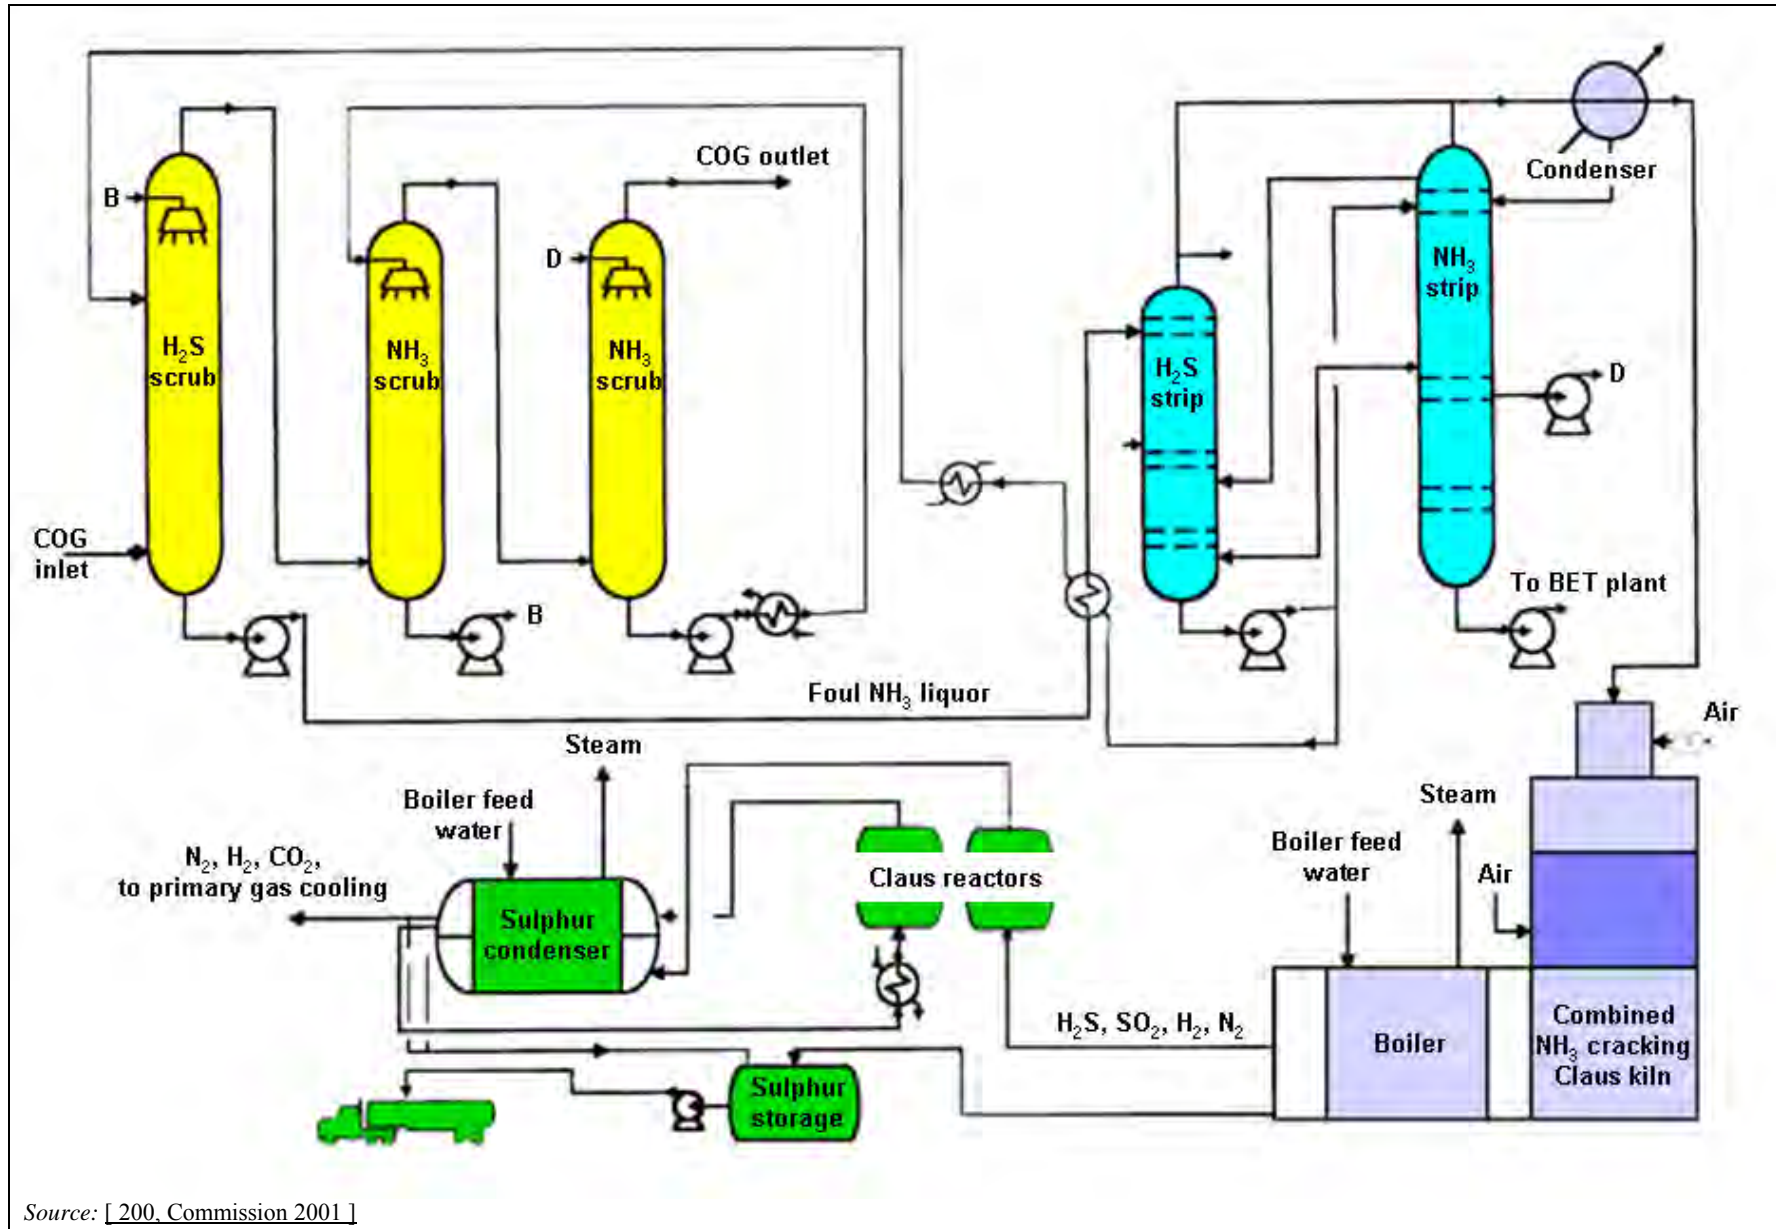 COG outlet
Condenser
B
D
NH₃
strip
H₂S
scrub
NH₃
scrub
NH₃
scrub
H₂S
strip
D
COG
inlet
To BET plant
B
Foul NH₃ liquor
Air
Steam
Boiler feed
water
Steam
Boiler feed
water
Air
N₂, H₂, CO₂,
to primary gas cooling
Claus reactors
Sulphur
condenser
H₂S, SO₂, H₂, N₂
Boiler
Combined
NH₃ cracking
Claus kiln
Sulphur
storage
Source: [ 200, Commission 2001 ]